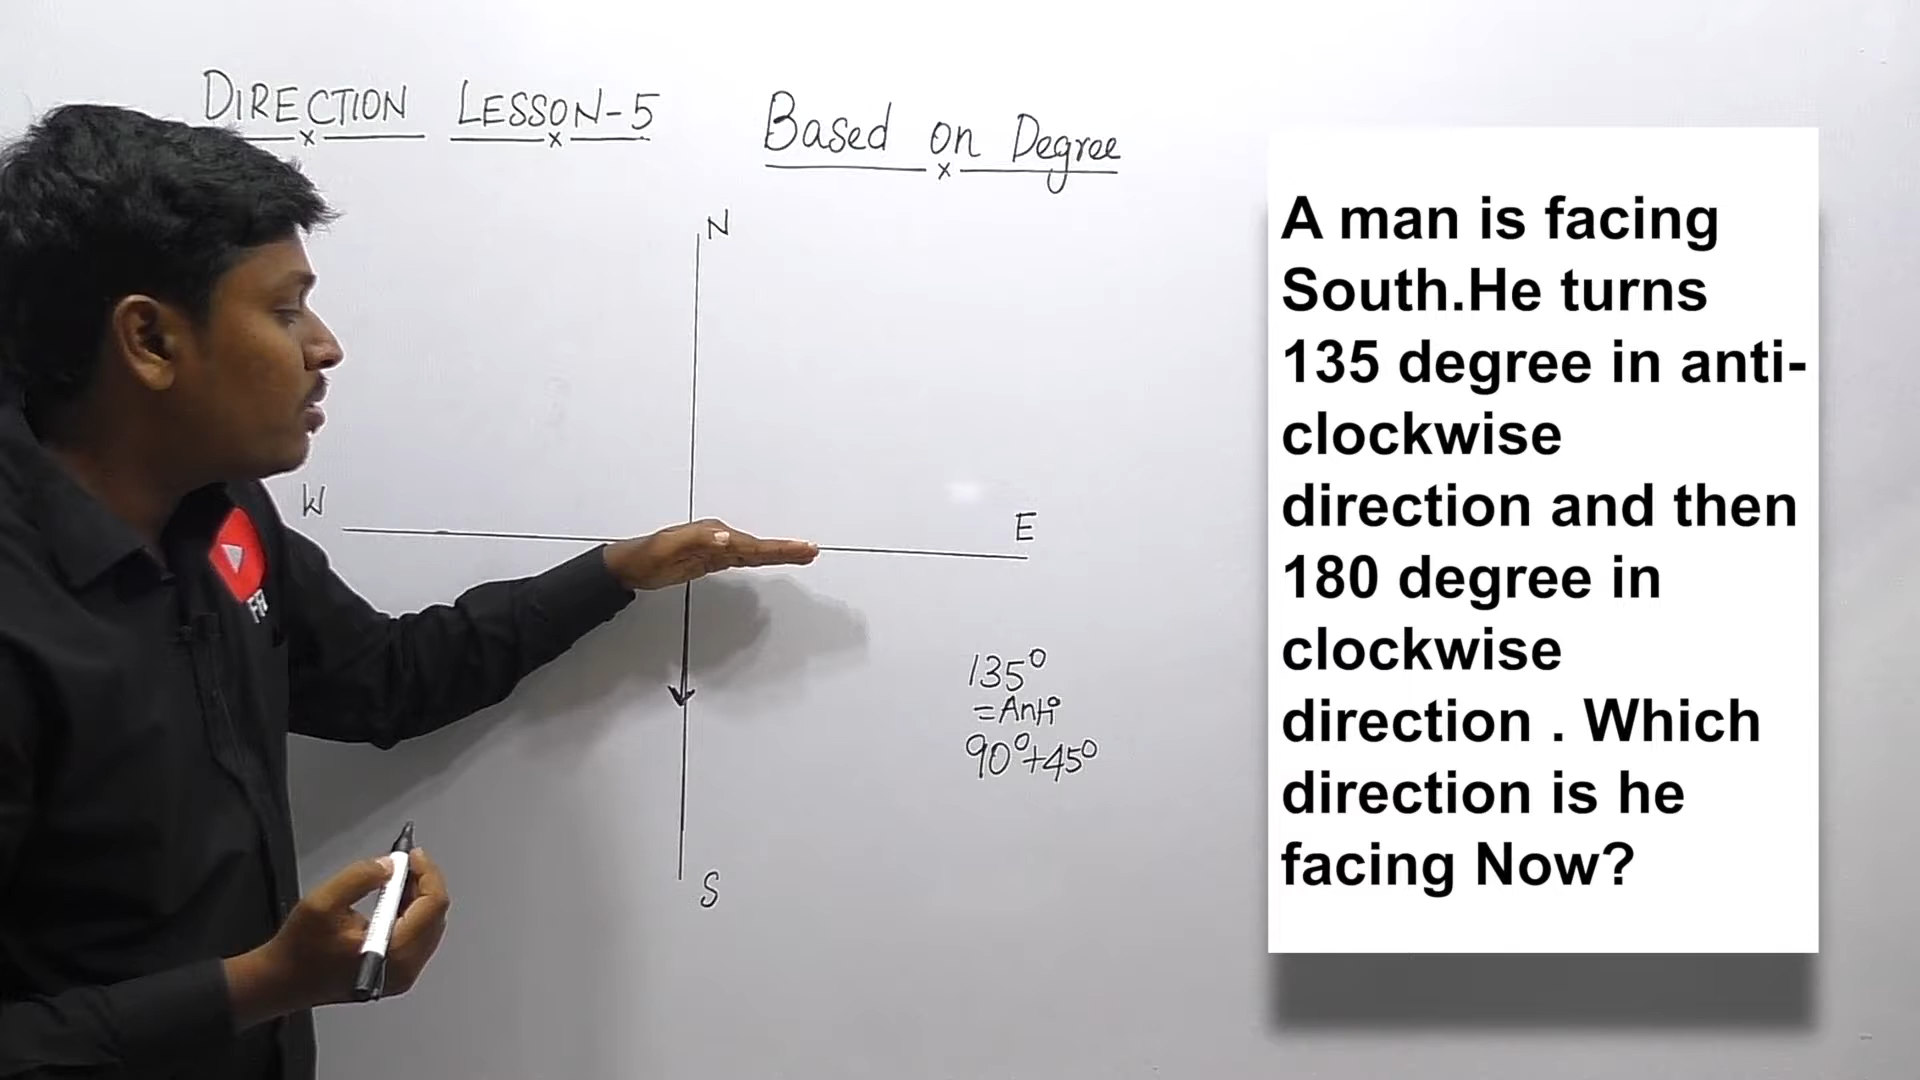 DIRECTION LESSON-5
Based on Degree
N
W
E
S
135°
=Anti
90°+45°
A man is facing
South.He turns
135 degree in anti-
clockwise
direction and then
180 degree in
clockwise
direction . Which
direction is he
facing Now?